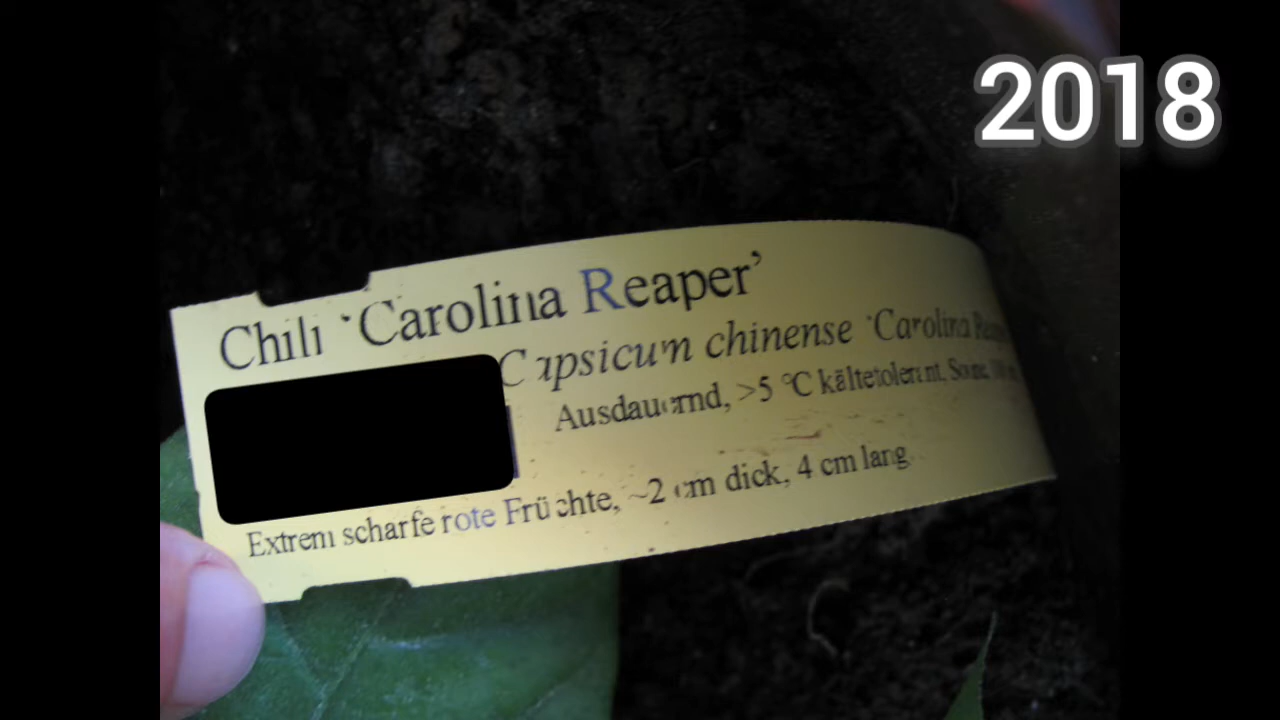 2018
Chili 'Carolina Reaper'
Capsicum chinense 'Carolina
Ausdauernd, >5 °C kältetolerant,
Extrem scharfe rote Früchte, ~2 cm dick, 4 cm lang